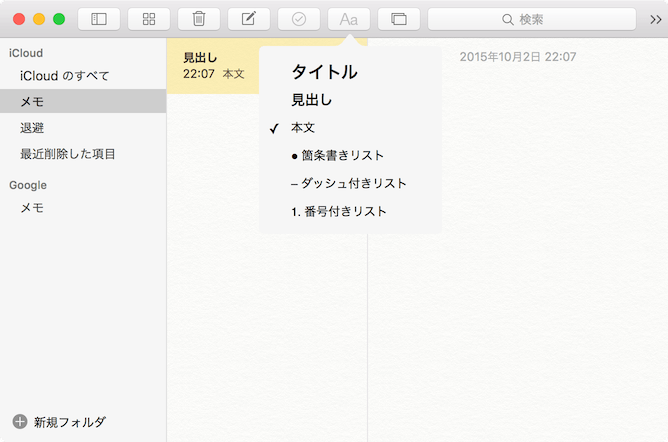 Aa
検索
iCloud
iCloud のすべて
メモ
退避
最近削除した項目
Google
メモ
新規フォルダ
見出し
22:07 本文
タイトル
見出し
✓ 本文
● 箇条書きリスト
– ダッシュ付きリスト
1. 番号付きリスト
2015年10月2日 22:07